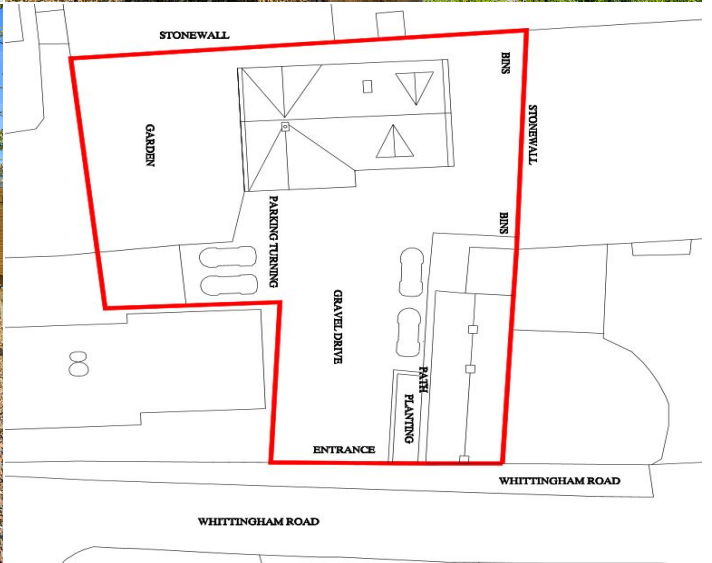 STONEWALL
BINS
STONEWALL
GARDEN
PARKING TURNING
BINS
GRAVEL DRIVE
PATH
PLANTING
ENTRANCE
WHITTINGHAM ROAD
WHITTINGHAM ROAD